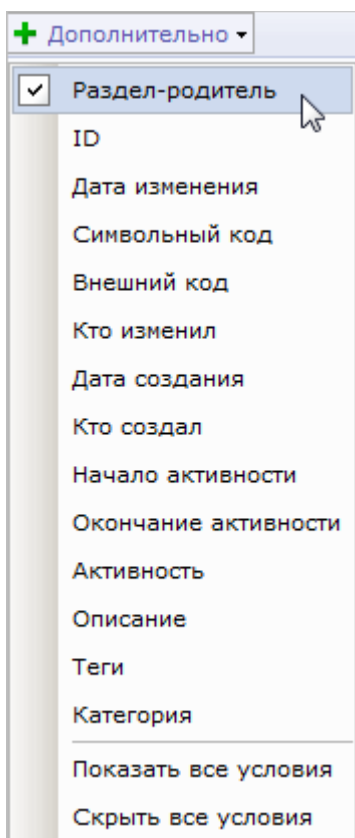 Дополнительно
Раздел-родитель
ID
Дата изменения
Символьный код
Внешний код
Кто изменил
Дата создания
Кто создал
Начало активности
Окончание активности
Активность
Описание
Теги
Категория
Показать все условия
Скрыть все условия